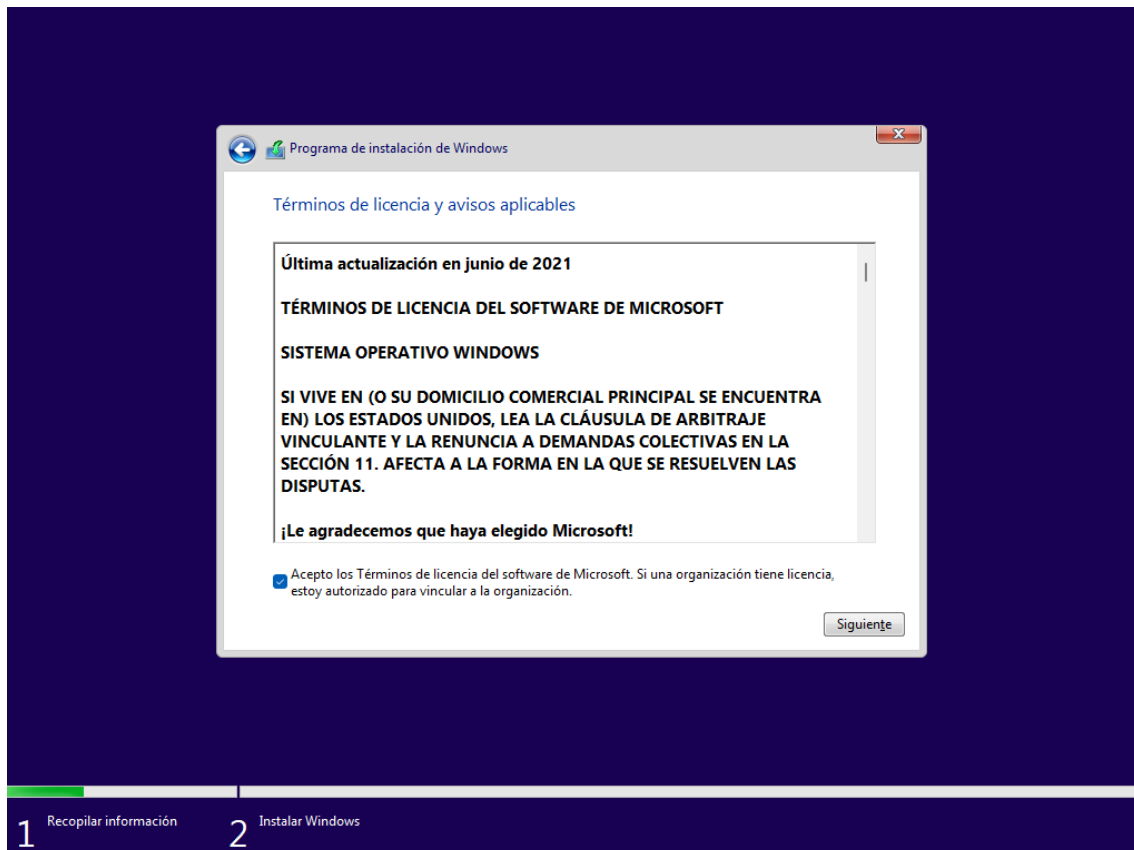 Programa de instalación de Windows
Términos de licencia y avisos aplicables
Última actualización en junio de 2021
TÉRMINOS DE LICENCIA DEL SOFTWARE DE MICROSOFT
SISTEMA OPERATIVO WINDOWS
SI VIVE EN (O SU DOMICILIO COMERCIAL PRINCIPAL SE ENCUENTRA
EN) LOS ESTADOS UNIDOS, LEA LA CLÁUSULA DE ARBITRAJE
VINCULANTE Y LA RENUNCIA A DEMANDAS COLECTIVAS EN LA
SECCIÓN 11. AFECTA A LA FORMA EN LA QUE SE RESUELVEN LAS
DISPUTAS.
¡Le agradecemos que haya elegido Microsoft!
Acepto los Términos de licencia del software de Microsoft. Si una organización tiene licencia,
estoy autorizado para vincular a la organización.
Siguiente
1 Recopilar información
2 Instalar Windows